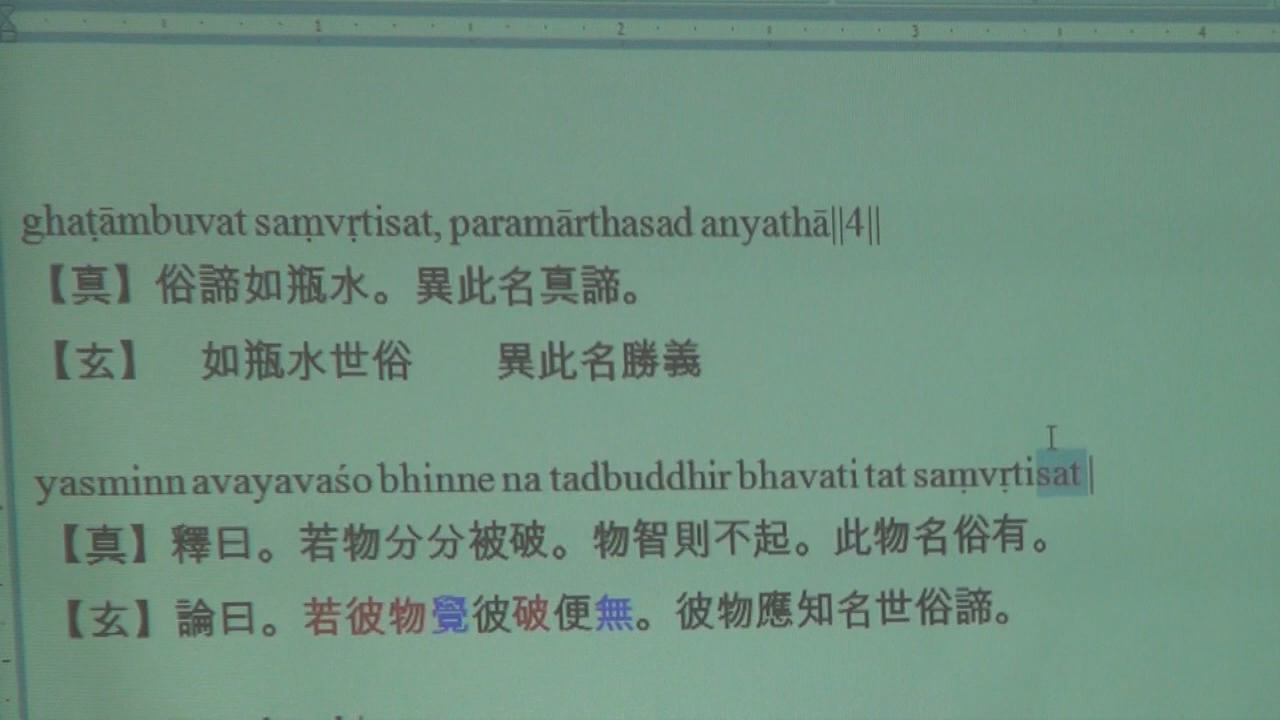 2 3 4
ghaṭāmbuvat saṃvṛtisat, paramārthasad anyathā||4||
【真】俗諦如瓶水。異此名真諦。
【玄】 如瓶水世俗 異此名勝義
yasminn avayavaśo bhinne na tadbuddhir bhavati tat saṃvṛtisat |
【真】釋曰。若物分分被破。物智則不起。此物名俗有。
【玄】論曰。若彼物覺彼破便無。彼物應知名世俗諦。